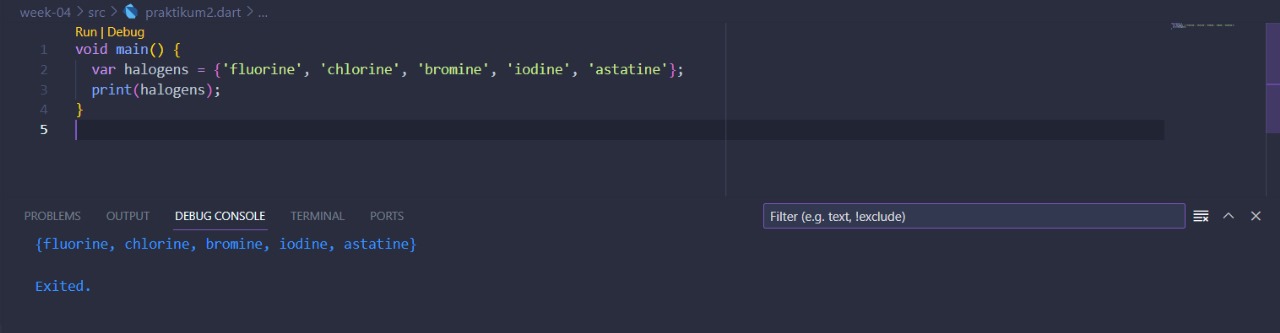 week-04 > src > praktikum2.dart > ...
Run | Debug
1 void main() {
2   var halogens = {'fluorine', 'chlorine', 'bromine', 'iodine', 'astatine'};
3   print(halogens);
4 }
5
PROBLEMS OUTPUT DEBUG CONSOLE TERMINAL PORTS Filter (e.g. text, !exclude)
{fluorine, chlorine, bromine, iodine, astatine}
Exited.